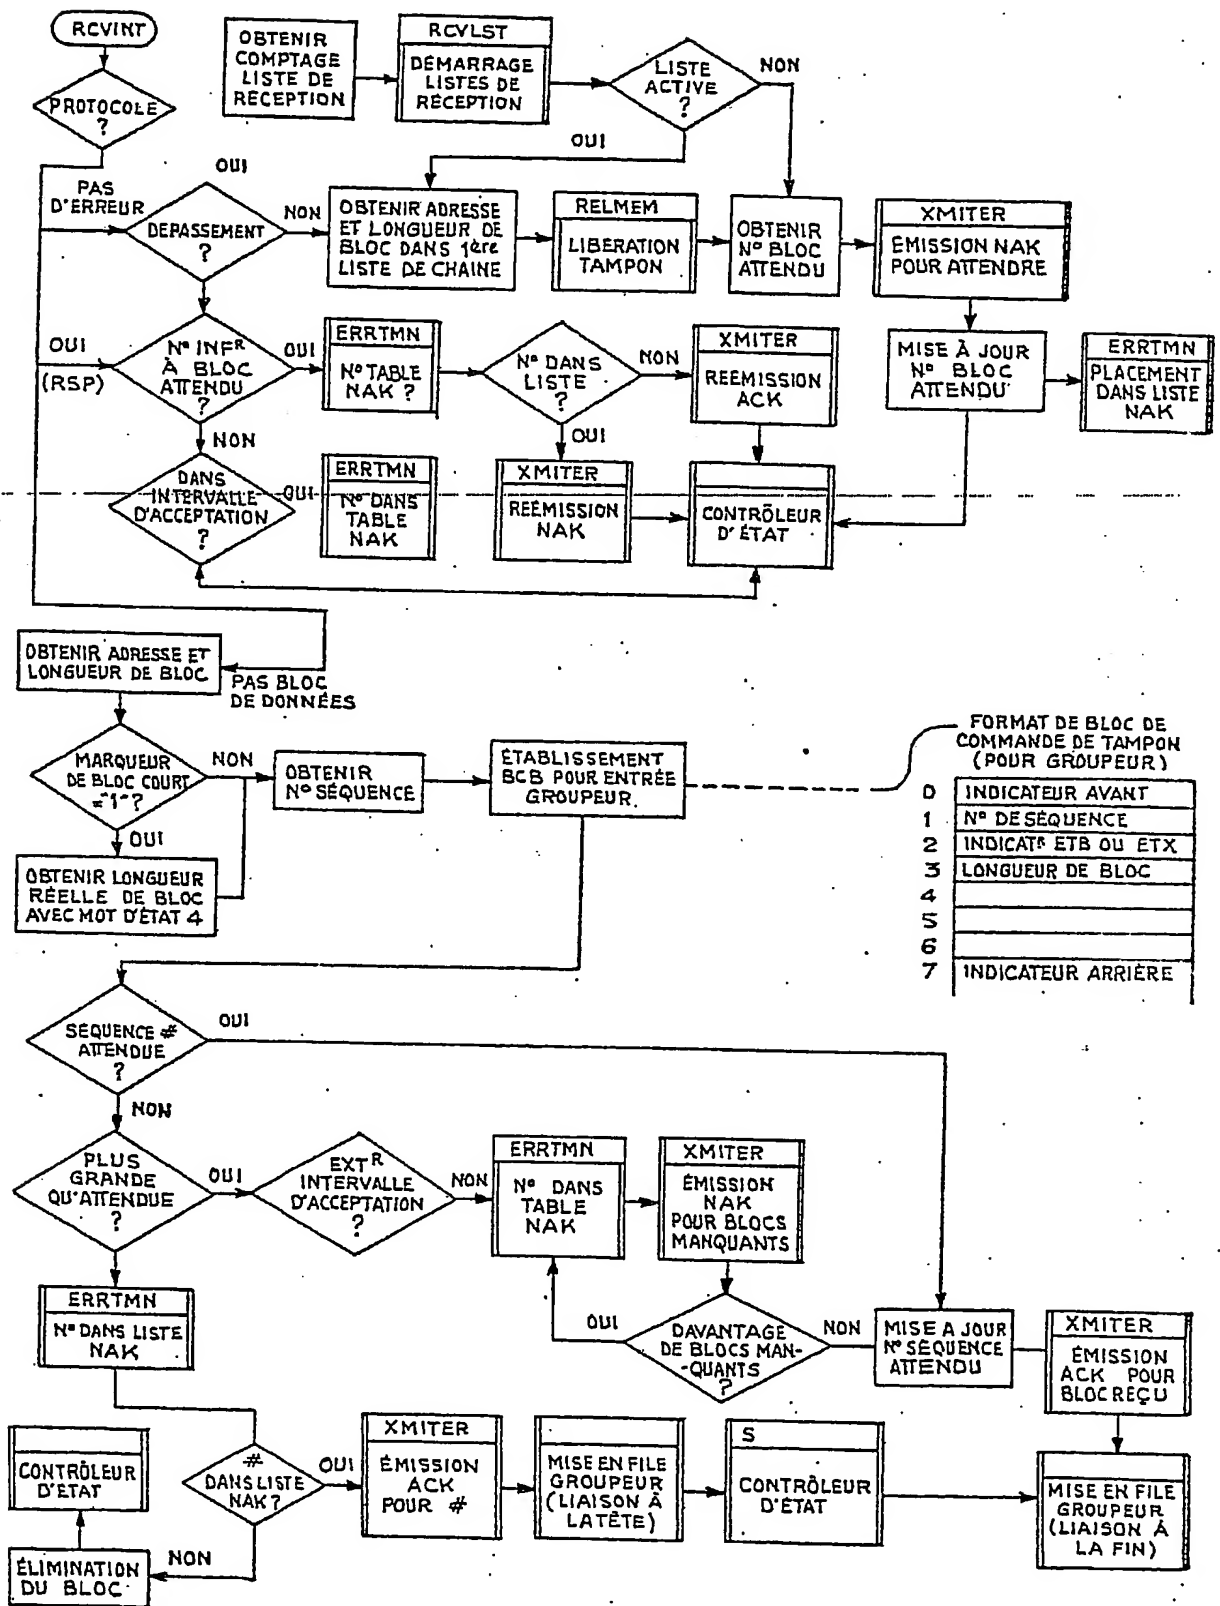 RCVINT
PROTOCOLE
?
OBTENIR
COMPTAGE
LISTE DE
RÉCEPTION
RCVLST
DÉMARRAGE
LISTES DE
RÉCEPTION
LISTE
ACTIVE
?
NON
OUI
OUI
PAS
D'ERREUR
DÉPASSEMENT
?
NON
OBTENIR ADRESSE
ET LONGUEUR DE
BLOC DANS 1ère
LISTE DE CHAINE
RELMEM
LIBÉRATION
TAMPON
OBTENIR
No BLOC
ATTENDU
XMITER
ÉMISSION NAK
POUR ATTENDRE
OUI
(RSP)
No INFR
À BLOC
ATTENDU
?
OUI
ERRTMN
No TABLE
NAK ?
No DANS
LISTE
?
NON
XMITER
RÉÉMISSION
ACK
MISE À JOUR
No BLOC
ATTENDU
ERRTMN
PLACEMENT
DANS LISTE
NAK
NON
OUI
DANS
INTERVALLE
D'ACCEPTATION
?
OUI
ERRTMN
No DANS
TABLE
NAK
XMITER
RÉÉMISSION
NAK
CONTRÔLEUR
D'ÉTAT
OBTENIR ADRESSE ET
LONGUEUR DE BLOC
PAS BLOC
DE DONNÉES
MARQUEUR
DE BLOC COURT
="1"?
NON
OBTENIR
No SÉQUENCE
ÉTABLISSEMENT
BCB POUR ENTRÉE
GROUPEUR.
FORMAT DE BLOC DE
COMMANDE DE TAMPON
(POUR GROUPEUR)
0 INDICATEUR AVANT
1 No DE SÉQUENCE
2 INDICATR ETB OU ETX
3 LONGUEUR DE BLOC
4
5
6
7 INDICATEUR ARRIÈRE
OUI
OBTENIR LONGUEUR
RÉELLE DE BLOC
AVEC MOT D'ÉTAT 4
SÉQUENCE #
ATTENDUE
?
OUI
NON
PLUS
GRANDE
QU'ATTENDUE
?
OUI
EXTR
INTERVALLE
D'ACCEPTATION
?
NON
ERRTMN
No DANS
TABLE
NAK
XMITER
ÉMISSION
NAK
POUR BLOCS
MANQUANTS
ERRTMN
No DANS LISTE
NAK
OUI
DAVANTAGE
DE BLOCS MAN-
-QUANTS
?
NON
MISE A JOUR
No SÉQUENCE
ATTENDU
XMITER
ÉMISSION
ACK POUR
BLOC REÇU
CONTRÔLEUR
D'ÉTAT
#
DANS LISTE
NAK?
OUI
XMITER
ÉMISSION
ACK
POUR #
MISE EN FILE
GROUPEUR
(LIAISON À
LA TÊTE)
S
CONTRÔLEUR
D'ÉTAT
MISE EN FILE
GROUPEUR
(LIAISON À
LA FIN)
NON
ÉLIMINATION
DU BLOC